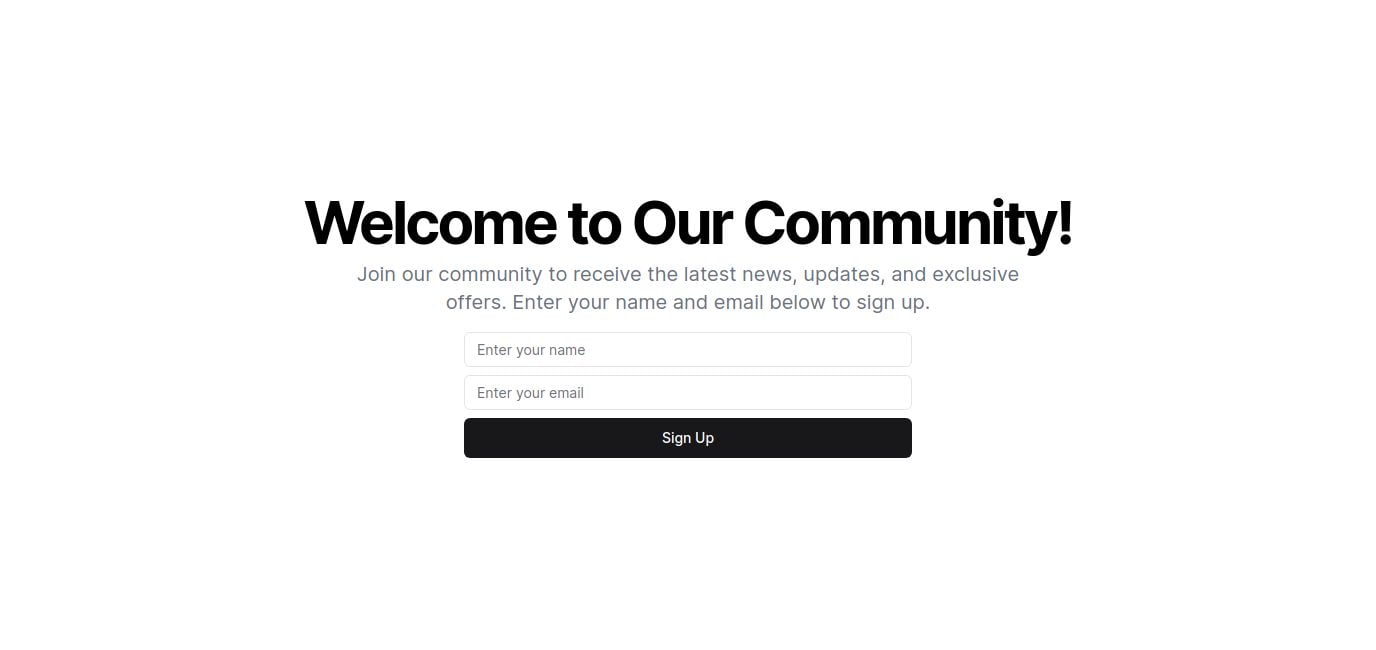 Welcome to Our Community!
Join our community to receive the latest news, updates, and exclusive
offers. Enter your name and email below to sign up.
Enter your name
Enter your email
Sign Up